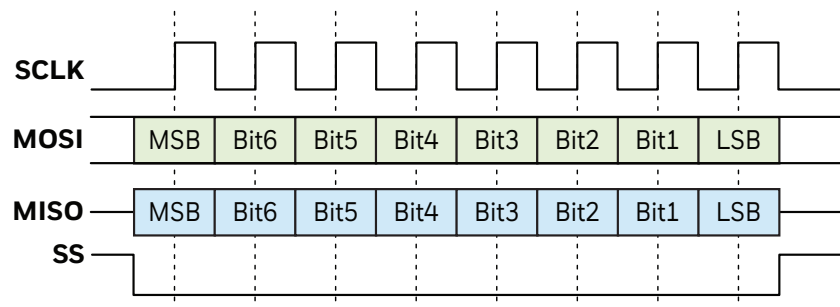 SCLK
MOSI MSB Bit6 Bit5 Bit4 Bit3 Bit2 Bit1 LSB
MISO MSB Bit6 Bit5 Bit4 Bit3 Bit2 Bit1 LSB
SS